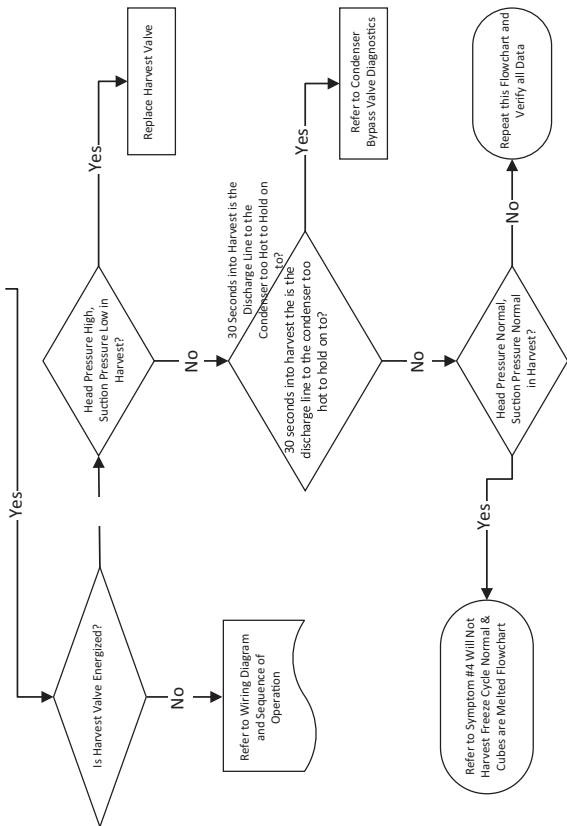 Yes
Is Harvest Valve Energized?
No
Refer to Wiring Diagram
and Sequence of
Operation
Head Pressure High,
Suction Pressure Low in
Harvest?
Yes
Replace Harvest Valve
No
30 Seconds into Harvest is the
Discharge Line to the
Condenser too Hot to Hold on
to?
30 seconds into harvest the is the
discharge line to the condenser too
hot to hold on to?
Yes
Refer to Condenser
Bypass Valve Diagnostics
No
Head Pressure Normal,
Suction Pressure Normal
in Harvest?
Yes
Refer to Symptom #4 Will Not
Harvest Freeze Cycle Normal &
Cubes are Melted Flowchart
No
Repeat this Flowchart and
Verify all Data